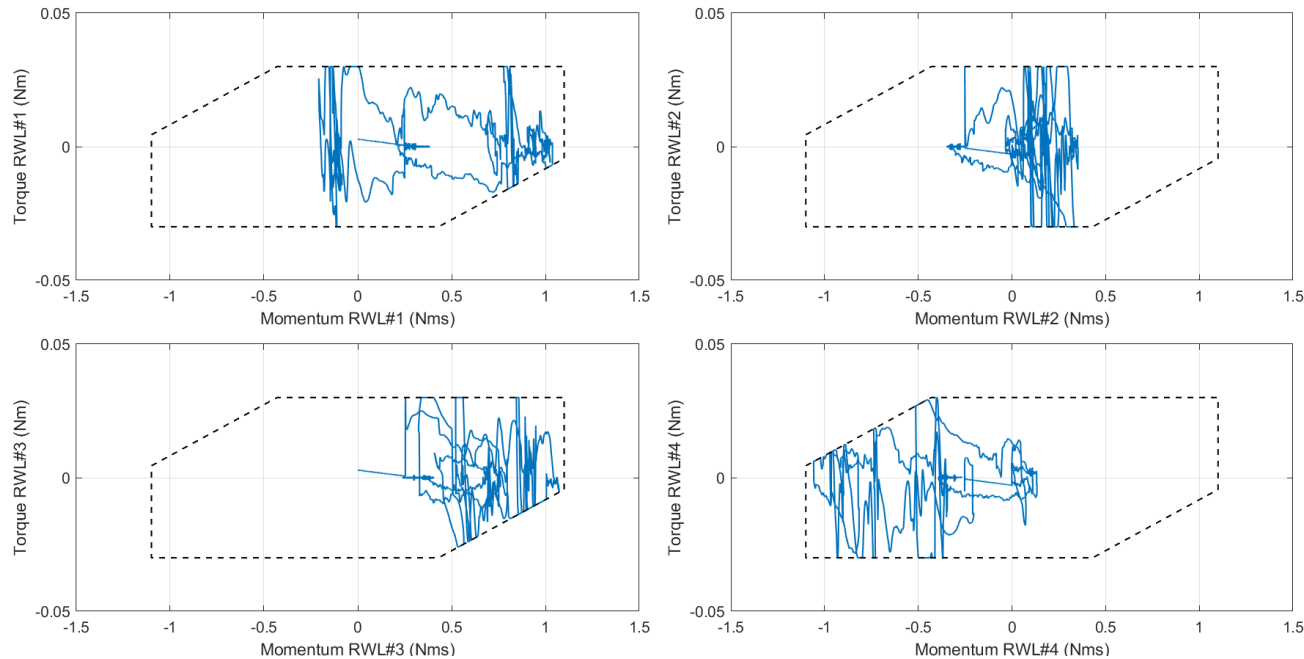 0.05
0
-0.05
Torque RWL#1 (Nm)
-1.5 -1 -0.5 0 0.5 1 1.5
Momentum RWL#1 (Nms)
0.05
0
-0.05
Torque RWL#2 (Nm)
-1.5 -1 -0.5 0 0.5 1 1.5
Momentum RWL#2 (Nms)
0.05
0
-0.05
Torque RWL#3 (Nm)
-1.5 -1 -0.5 0 0.5 1 1.5
Momentum RWL#3 (Nms)
0.05
0
-0.05
Torque RWL#4 (Nm)
-1.5 -1 -0.5 0 0.5 1 1.5
Momentum RWL#4 (Nms)